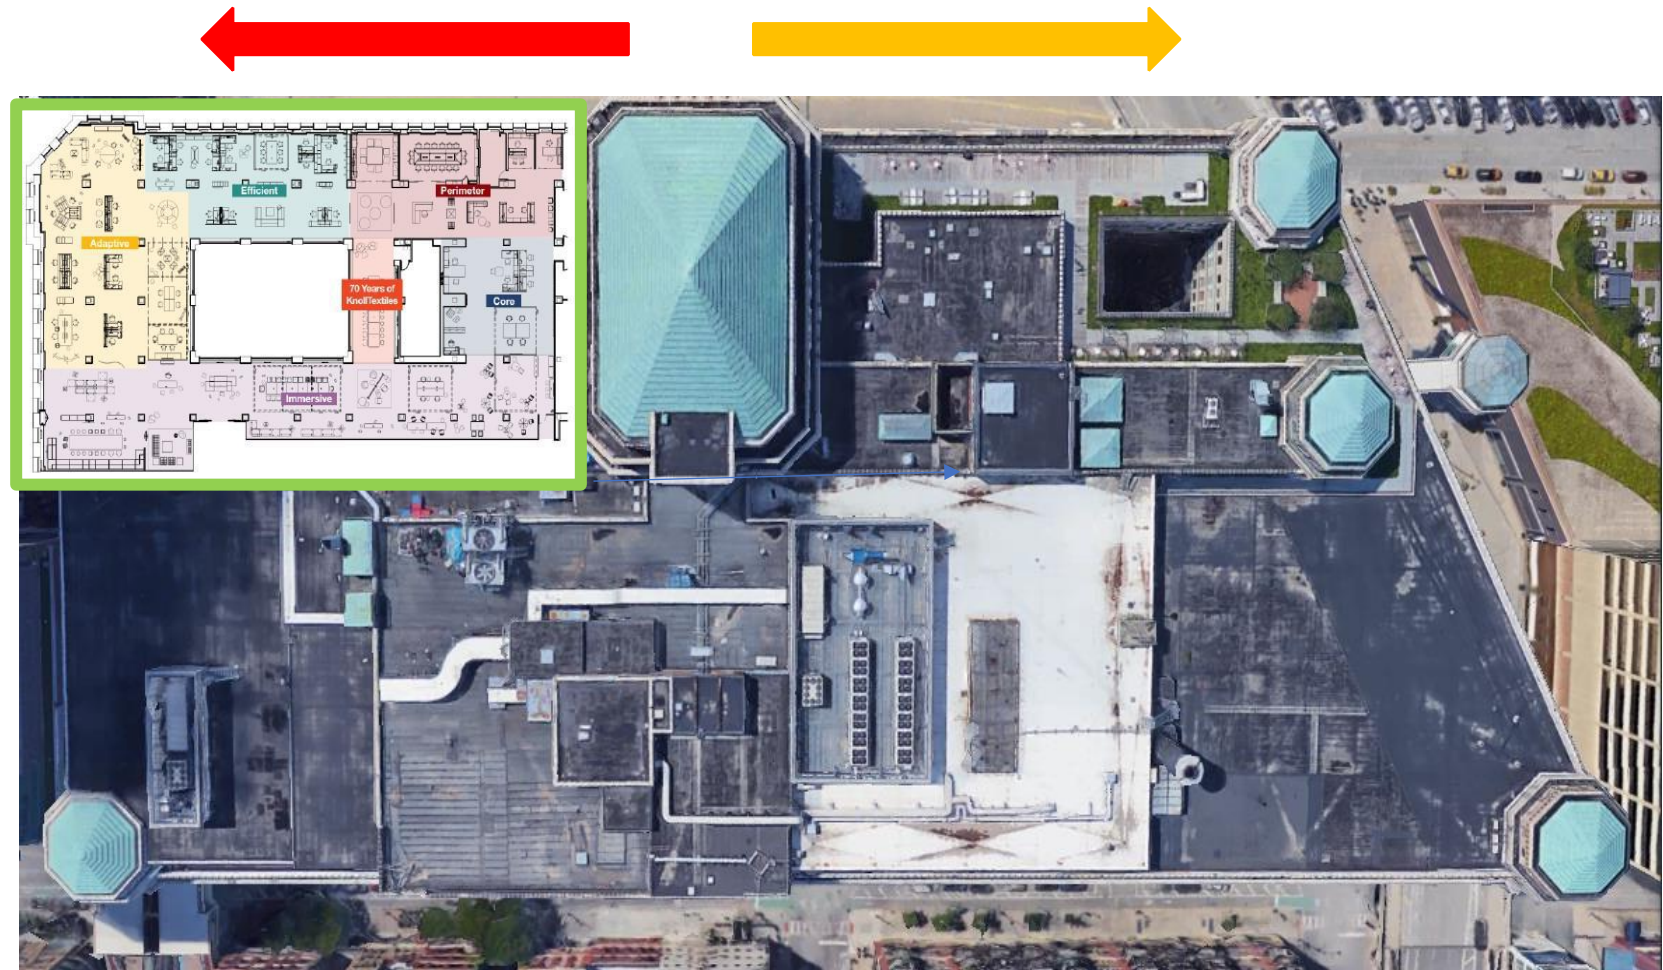 Efficient
Perimeter
Adaptive
70 Years of
KnollTextiles
Core
Immersive